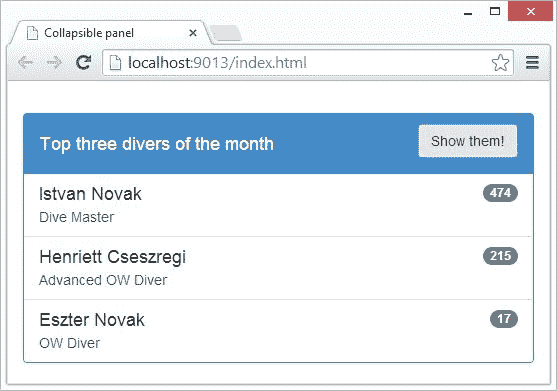 Collapsible panel
localhost:9013/index.html
Top three divers of the month
Show them!
Istvan Novak
474
Dive Master
Henriett Cseszregi
215
Advanced OW Diver
Eszter Novak
17
OW Diver